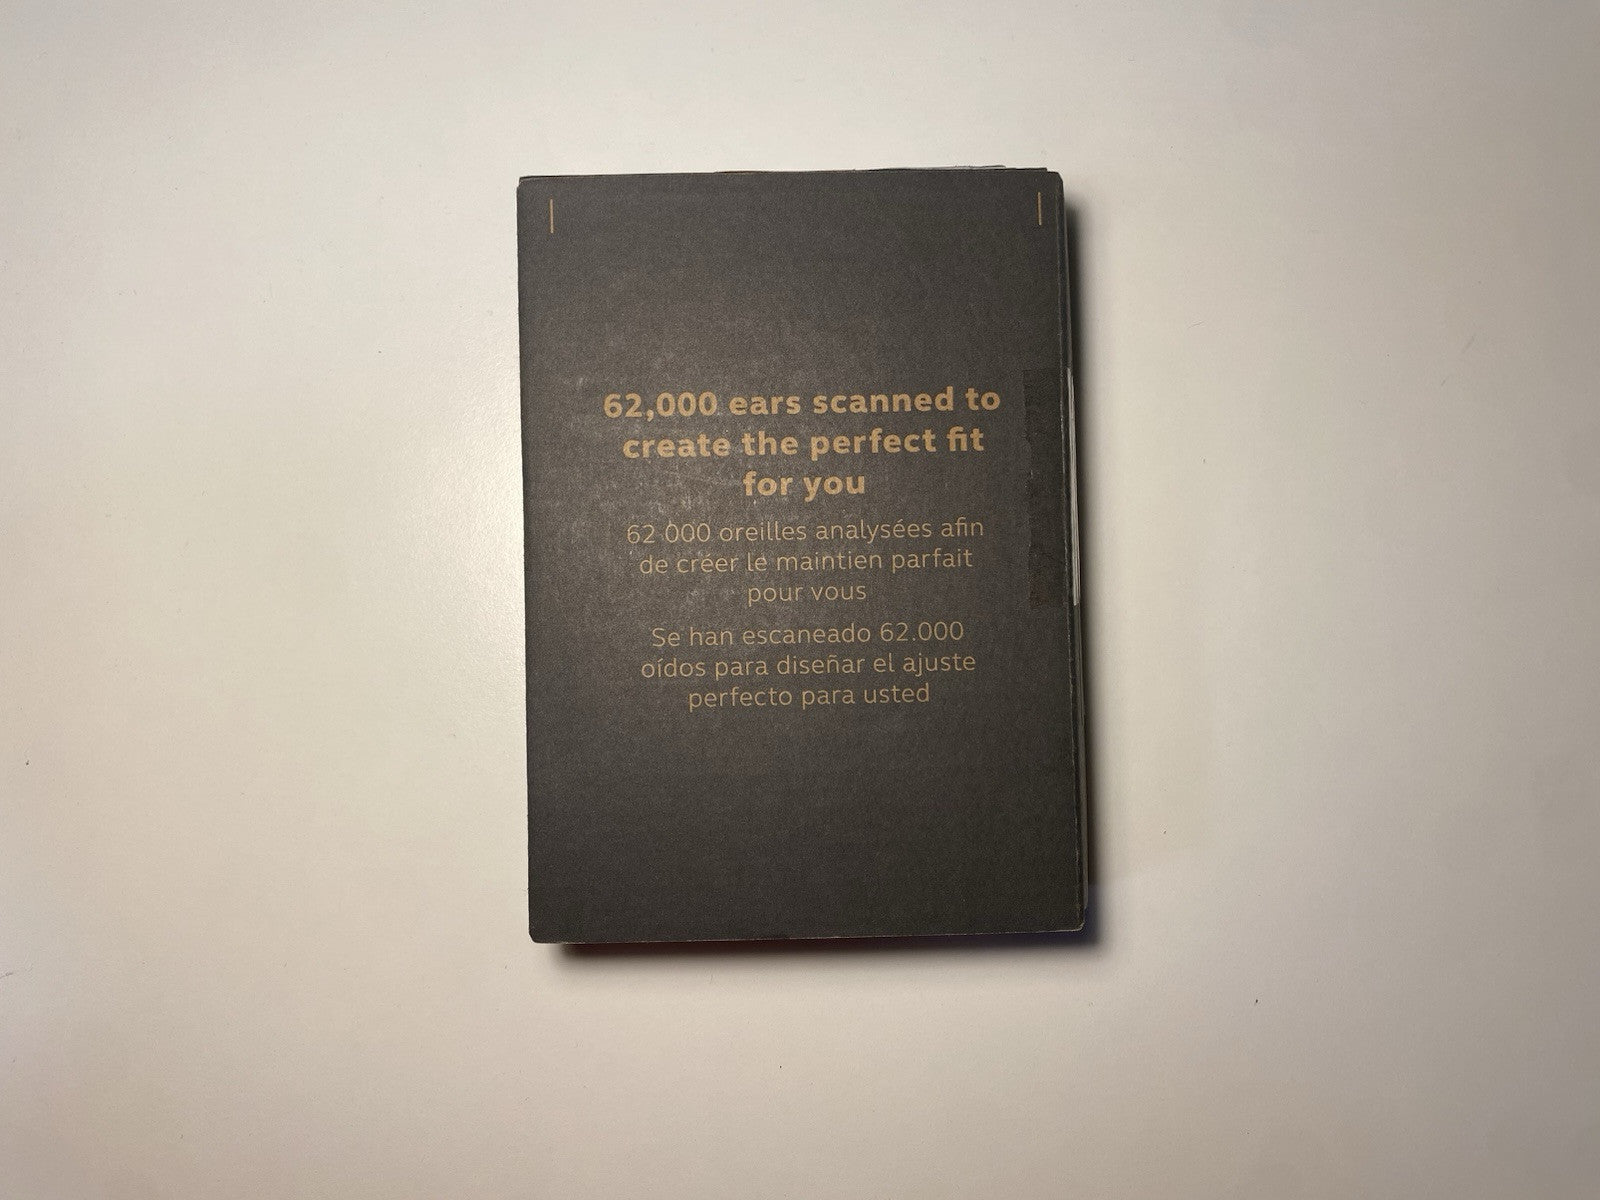 62,000 ears scanned to
create the perfect fit
for you
62 000 oreilles analysées afin
de créer le maintien parfait
pour vous
Se han escaneado 62.000
oídos para diseñar el ajuste
perfecto para usted